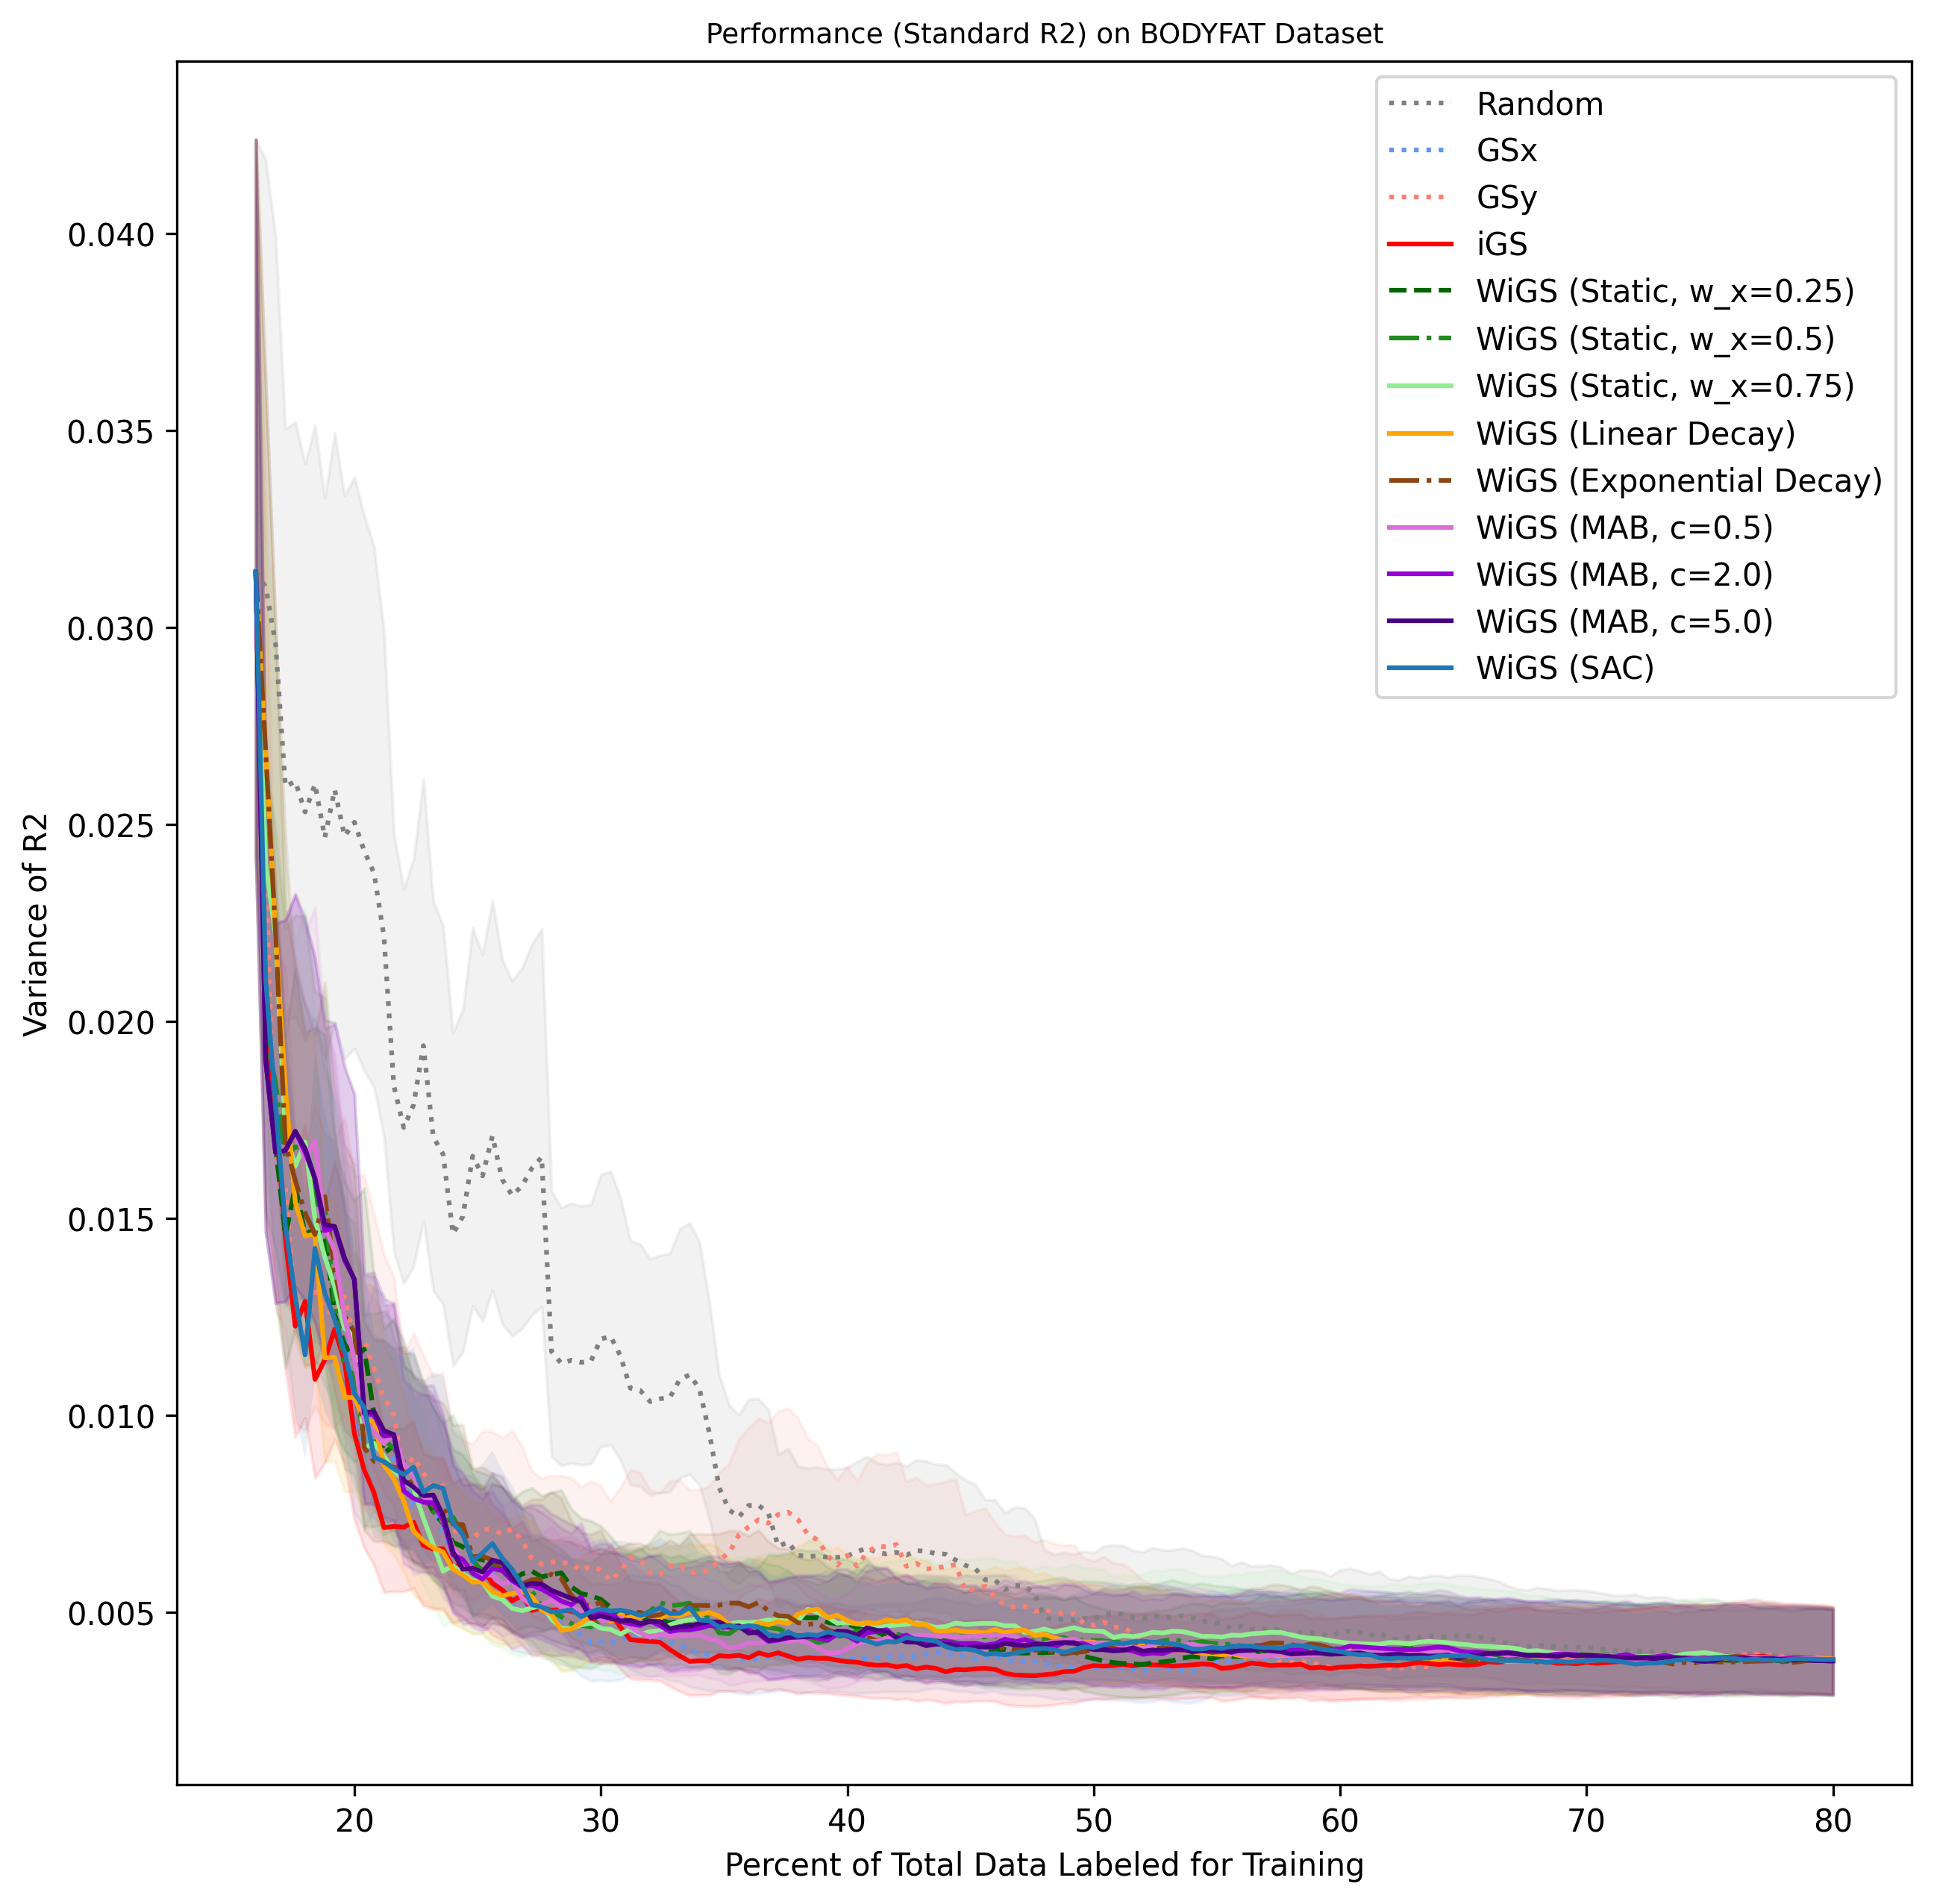 Performance (Standard R2) on BODYFAT Dataset
Random
GSx
GSy
iGS
WiGS (Static, w_x=0.25)
WiGS (Static, w_x=0.5)
WiGS (Static, w_x=0.75)
WiGS (Linear Decay)
WiGS (Exponential Decay)
WiGS (MAB, c=0.5)
WiGS (MAB, c=2.0)
WiGS (MAB, c=5.0)
WiGS (SAC)
Variance of R2
0.040
0.035
0.030
0.025
0.020
0.015
0.010
0.005
20 30 40 50 60 70 80
Percent of Total Data Labeled for Training